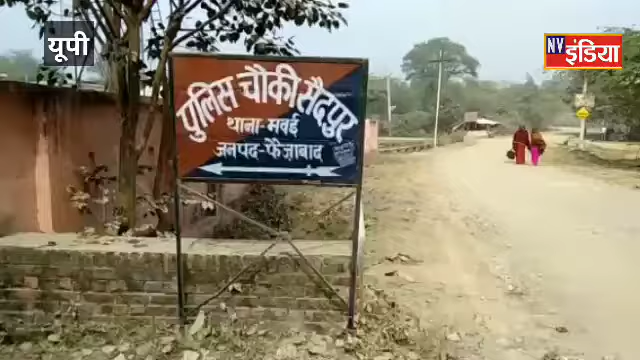 यूपी
NV
इंडिया
पुलिस चौकी सैदपुर
थाना-मवई
जनपद-फैज़ाबाद